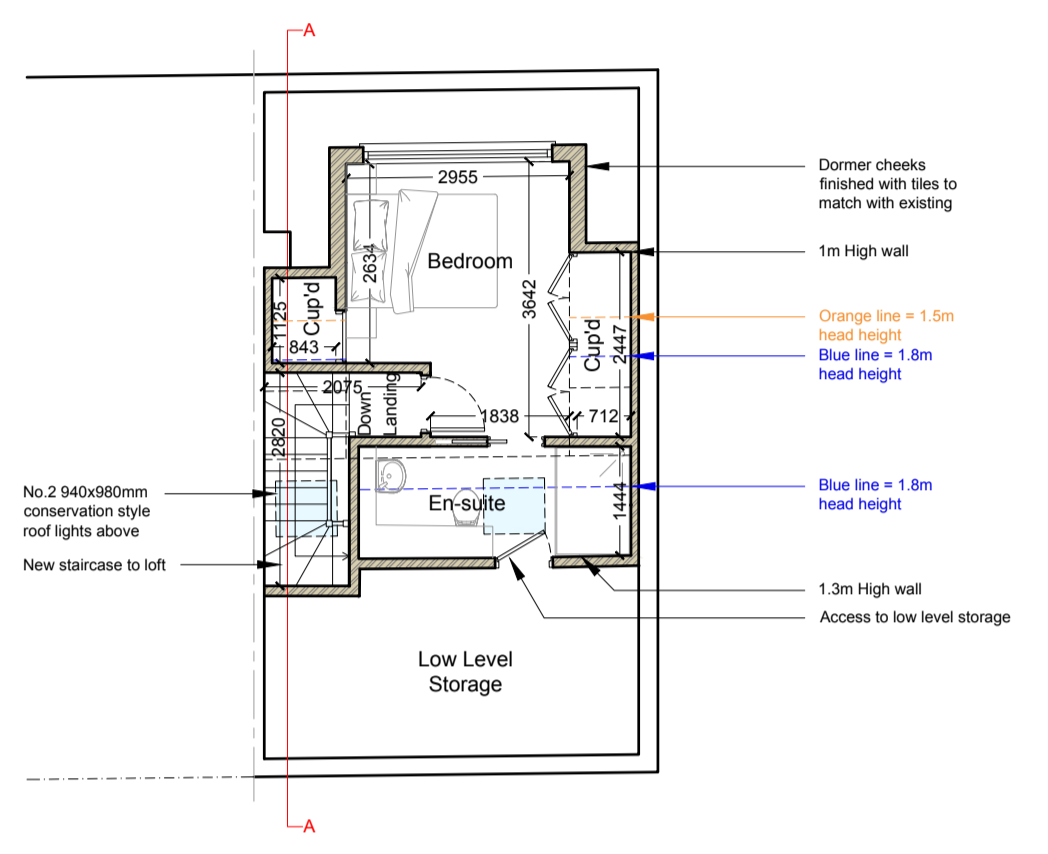 A
2955
Dormer cheeks
finished with tiles to
match with existing
Bedroom
1m High wall
2634
3642
1125
Cup'd
843
Cup'd
2447
Orange line = 1.5m
head height
Blue line = 1.8m
head height
2075
Down
Landing
1838
712
2820
No.2 940x980mm
conservation style
roof lights above
En-suite
1444
Blue line = 1.8m
head height
New staircase to loft
1.3m High wall
Access to low level storage
Low Level
Storage
A